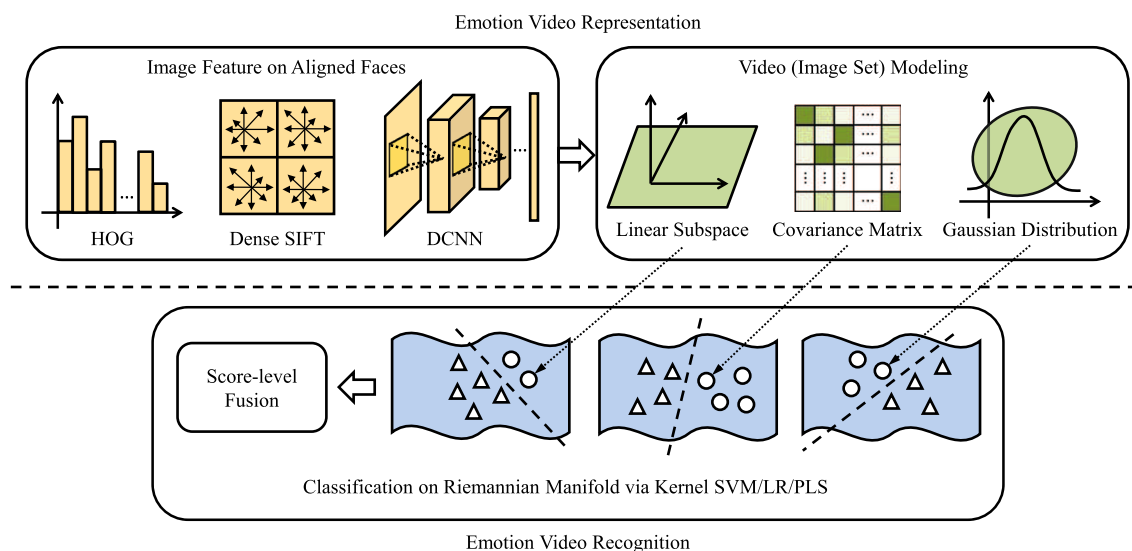 Emotion Video Representation
Image Feature on Aligned Faces
Video (Image Set) Modeling
...
...
HOG
Dense SIFT
DCNN
Linear Subspace
Covariance Matrix
Gaussian Distribution
Score-level
Fusion
Classification on Riemannian Manifold via Kernel SVM/LR/PLS
Emotion Video Recognition